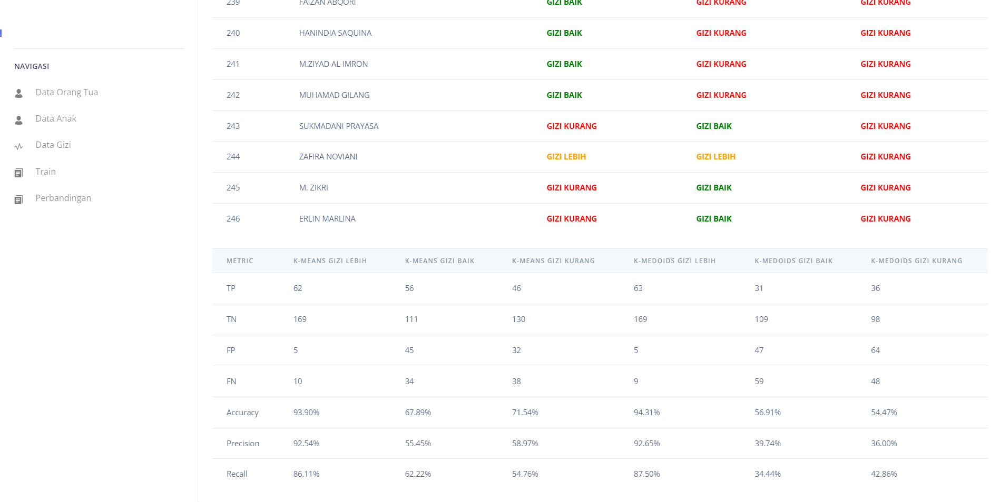 NAVIGASI
Data Orang Tua
Data Anak
Data Gizi
Train
Perbandingan
239 FAIZAN ABQORI GIZI BAIK GIZI KURANG GIZI KURANG
240 HANINDIA SAQUINA GIZI BAIK GIZI KURANG GIZI KURANG
241 M.ZIYAD AL IMRON GIZI BAIK GIZI KURANG GIZI KURANG
242 MUHAMAD GILANG GIZI BAIK GIZI KURANG GIZI KURANG
243 SUKMADANI PRAYASA GIZI KURANG GIZI BAIK GIZI KURANG
244 ZAFIRA NOVIANI GIZI LEBIH GIZI LEBIH GIZI KURANG
245 M. ZIKRI GIZI KURANG GIZI BAIK GIZI KURANG
246 ERLIN MARLINA GIZI KURANG GIZI BAIK GIZI KURANG
METRIC K-MEANS GIZI LEBIH K-MEANS GIZI BAIK K-MEANS GIZI KURANG K-MEDOIDS GIZI LEBIH K-MEDOIDS GIZI BAIK K-MEDOIDS GIZI KURANG
TP 62 56 46 63 31 36
TN 169 111 130 169 109 98
FP 5 45 32 5 47 64
FN 10 34 38 9 59 48
Accuracy 93.90% 67.89% 71.54% 94.31% 56.91% 54.47%
Precision 92.54% 55.45% 58.97% 92.65% 39.74% 36.00%
Recall 86.11% 62.22% 54.76% 87.50% 34.44% 42.86%